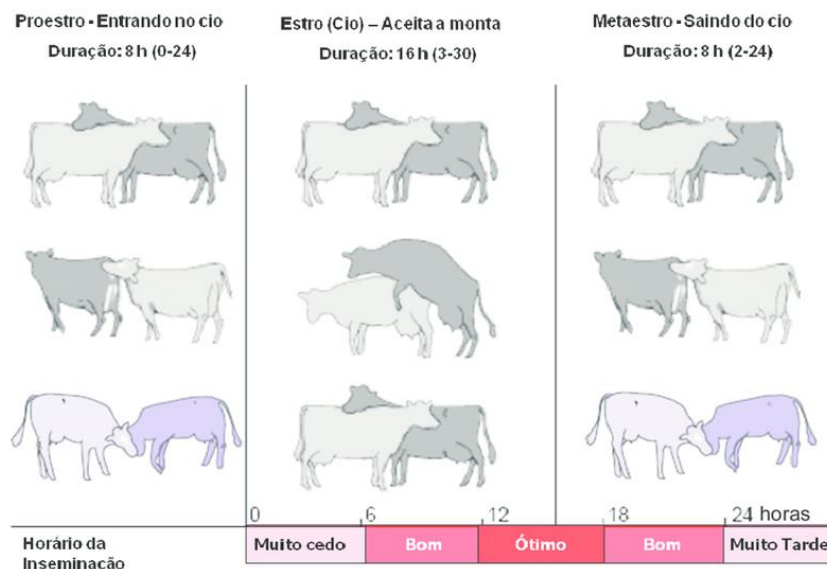 Proestro - Entrando no cio
Duração: 8 h (0-24)
Estro (Cio) – Aceita a monta
Duração: 16 h (3-30)
Metaestro - Saindo do cio
Duração: 8 h (2-24)
0 6 12 18 24 horas
Horário da
Inseminação
Muito cedo Bom Ótimo Bom Muito Tarde